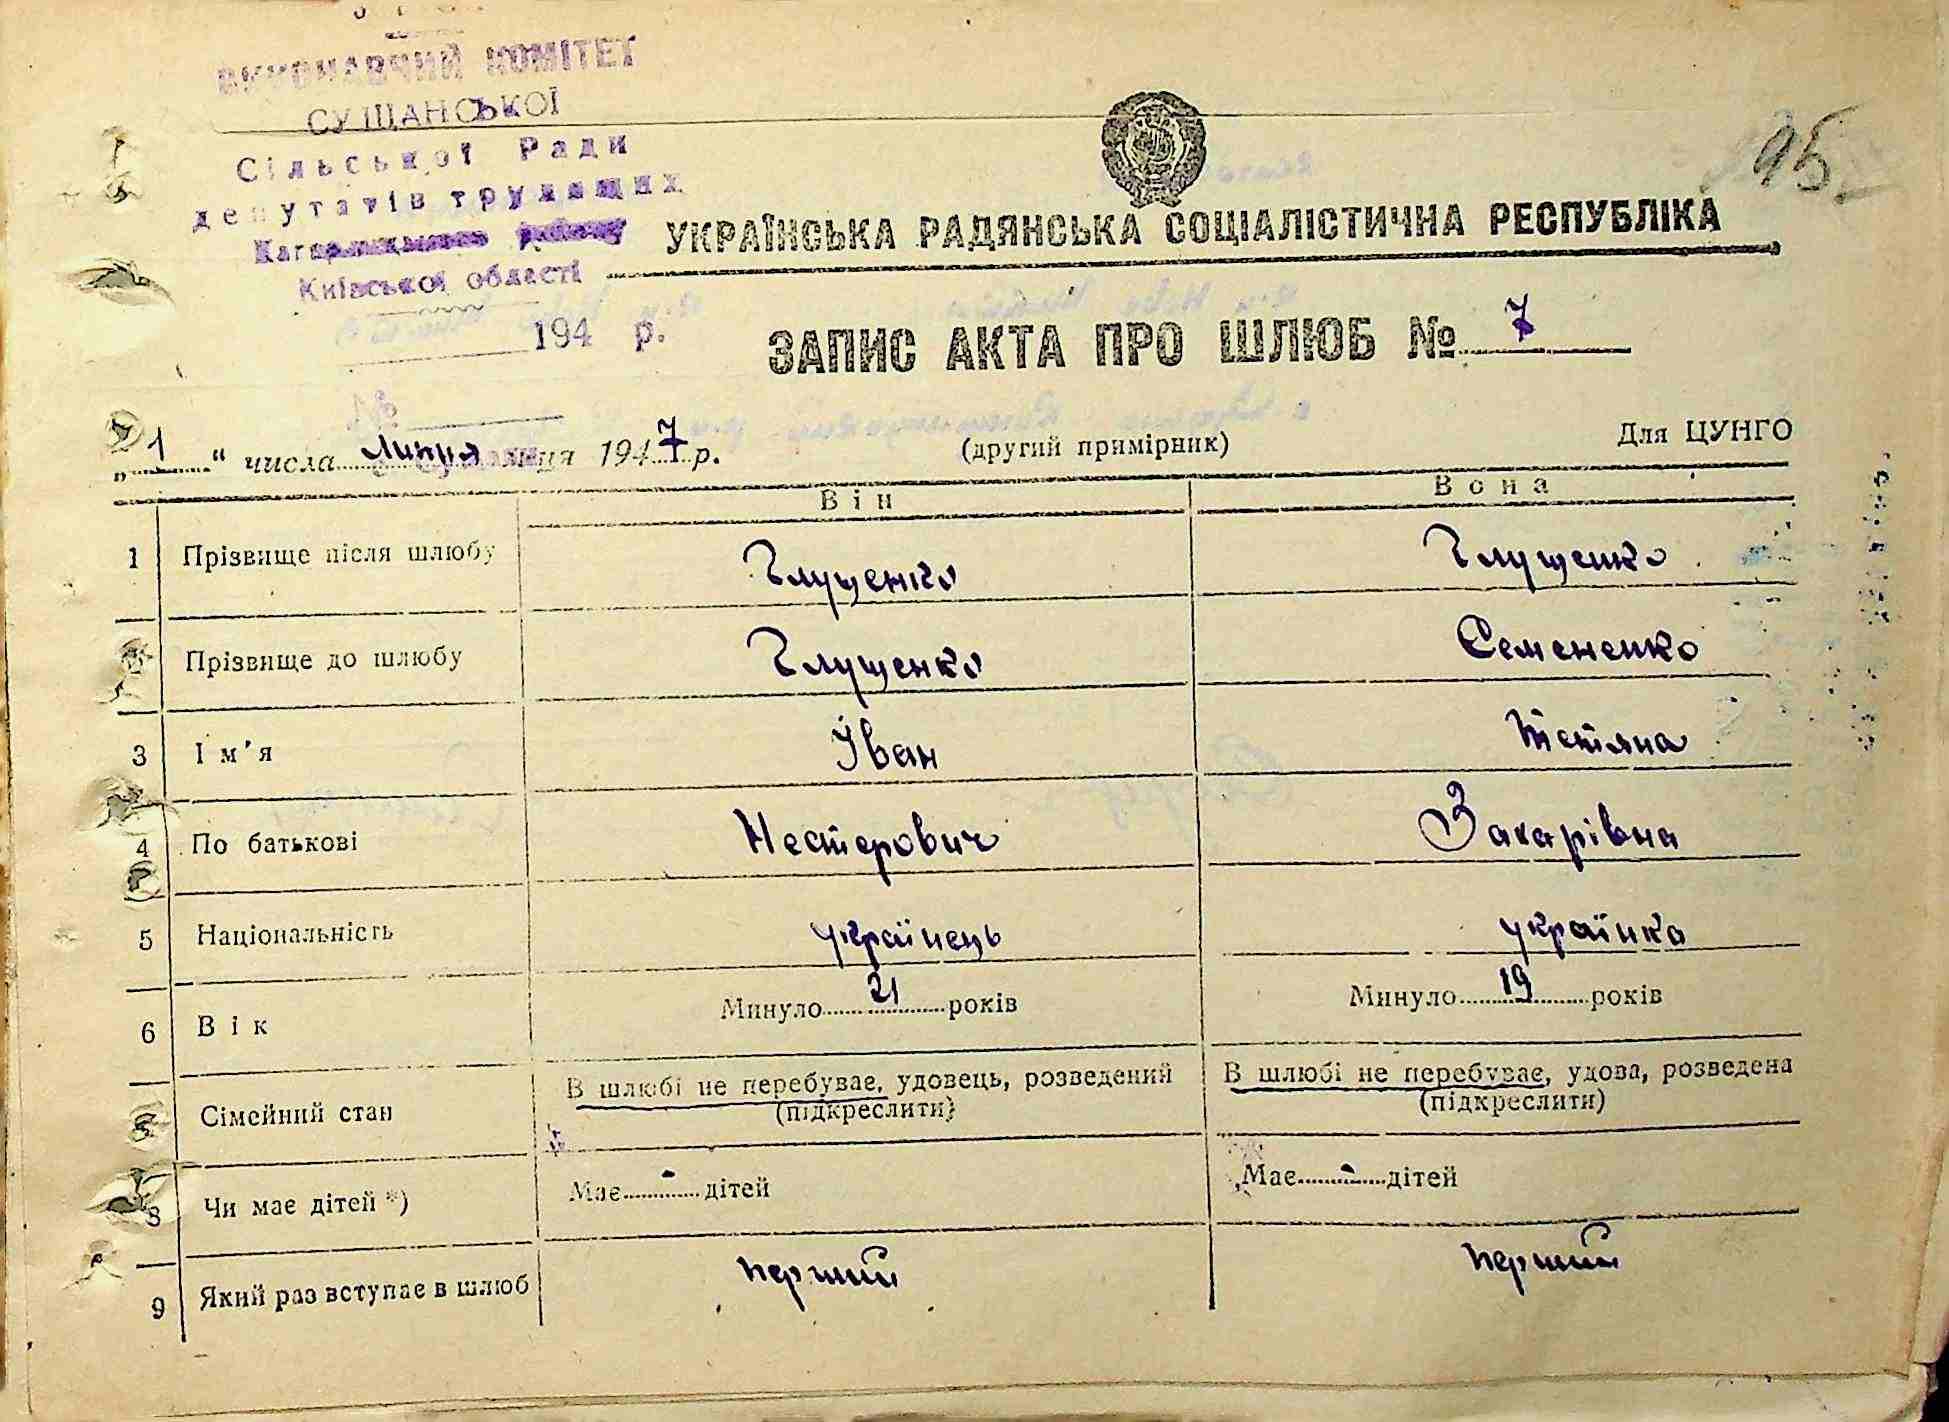 ВИКОНАВЧИЙ КОМІТЕТ
СУЩАНСЬКОЇ
Сільської Ради
депутатів трудящих
Київської області
194 р.
95
УКРАЇНСЬКА РАДЯНСЬКА СОЦІАЛІСТИЧНА РЕСПУБЛІКА
ЗАПИС АКТА ПРО ШЛЮБ № 7
„1“ числа липня місяця 1947 р. (другий примірник) Для ЦУНГО
Він Вона
1 Прізвище після шлюбу Глущенко Глущенко
Прізвище до шлюбу Глущенко Семененко
3 Ім'я Іван Тетяна
4 По батькові Нестерович Захарівна
5 Національність українець українка
6 Вік Минуло 21 років Минуло 19 років
Сімейний стан В шлюбі не перебуває, удовець, розведений В шлюбі не перебуває, удова, розведена
(підкреслити) (підкреслити)
8 Чи має дітей *) Має - дітей Має - дітей
9 Який раз вступає в шлюб перший перший